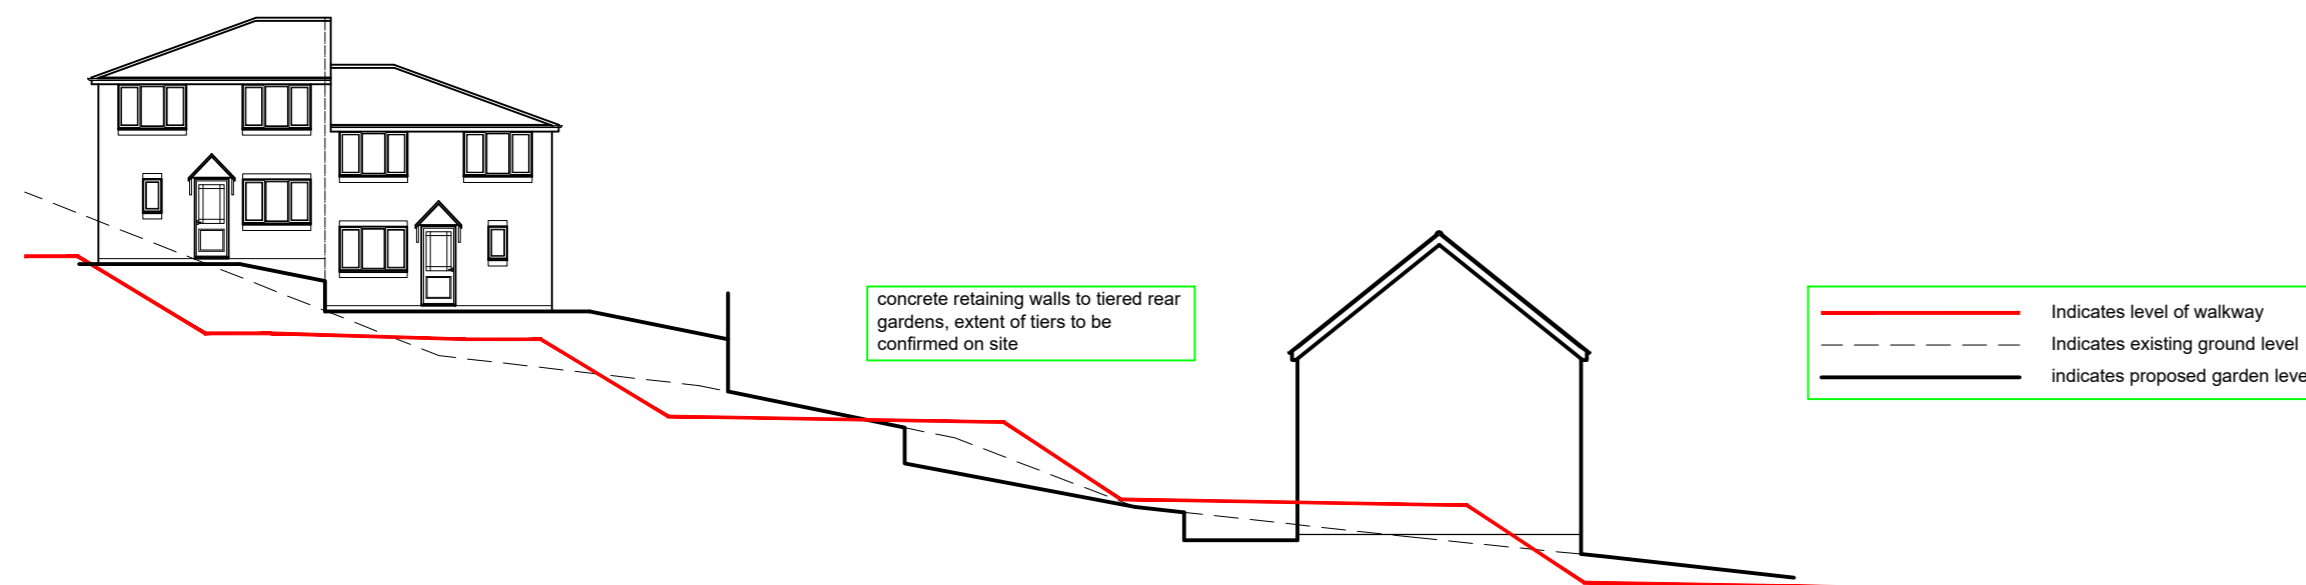 concrete retaining walls to tiered rear
gardens, extent of tiers to be
confirmed on site
Indicates level of walkway
Indicates existing ground level
indicates proposed garden leve